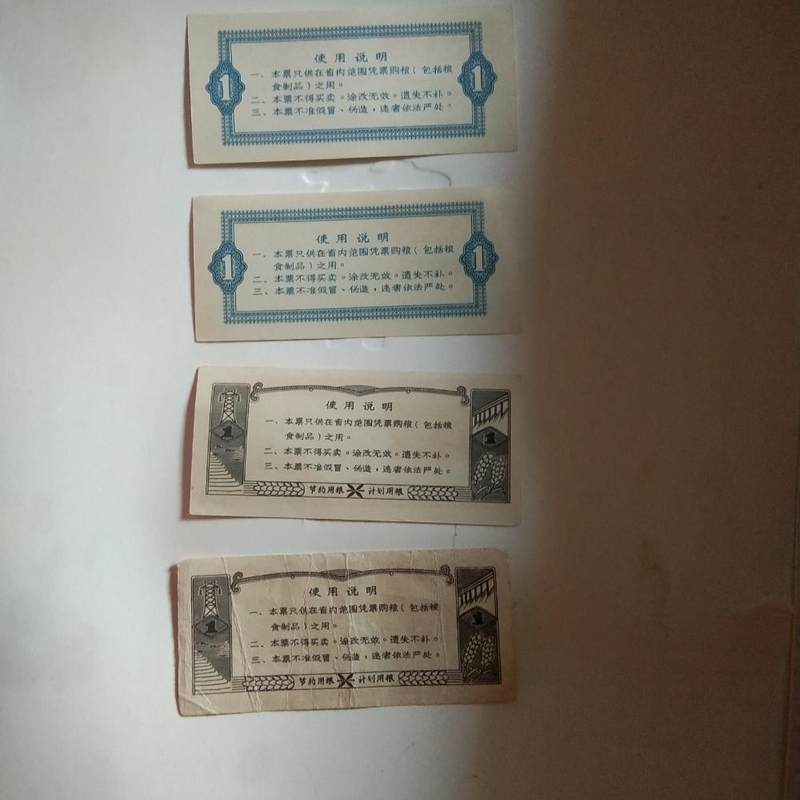 使用说明
一、本票只供在省内范围凭票购粮(包括粮
食制品)之用。
二、本票不得买卖。涂改无效。遗失不补。
三、本票不准假冒、伪造，违者依法严处。
1
1
使用说明
一、本票只供在省内范围凭票购粮(包括粮
食制品)之用。
二、本票不得买卖。涂改无效。遗失不补。
三、本票不准假冒、伪造，违者依法严处。
1
1
使用说明
一、本票只供在省内范围凭票购粮(包括粮
食制品)之用。
二、本票不得买卖。涂改无效。遗失不补。
三、本票不准假冒、伪造，违者依法严处。
1
1
节约用粮 计划用粮
使用说明
一、本票只供在省内范围凭票购粮(包括粮
食制品)之用。
二、本票不得买卖。涂改无效。遗失不补。
三、本票不准假冒、伪造，违者依法严处。
1
1
节约用粮 计划用粮